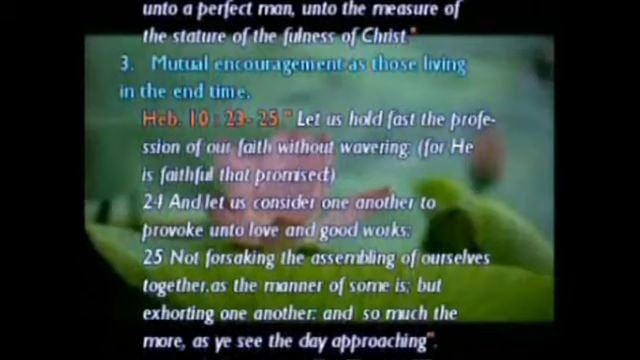 unto a perfect man, unto the measure of
the stature of the fulness of Christ."
3. Mutual encouragement as those living
in the end time.
Heb. 10 : 23- 25 " Let us hold fast the profe-
ssion of our faith without wavering; (for He
is faithful that promised;)
24 And let us consider one another to
provoke unto love and good works:
25 Not forsaking the assembling of ourselves
together, as the manner of some is; but
exhorting one another: and so much the
more, as ye see the day approaching".